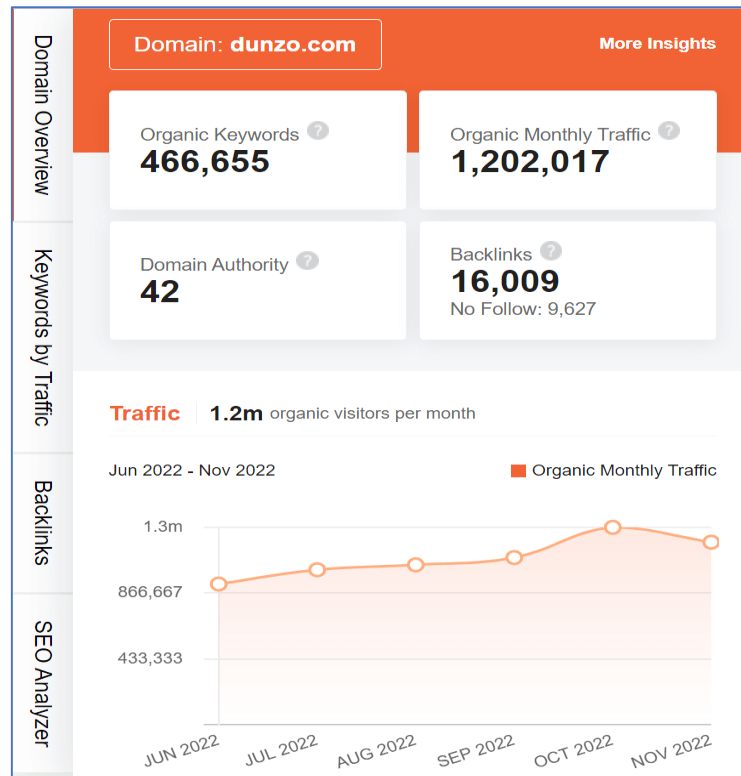 Domain Overview
Keywords by Traffic
Backlinks
SEO Analyzer
Domain: dunzo.com
More Insights
Organic Keywords ?
466,655
Organic Monthly Traffic ?
1,202,017
Domain Authority ?
42
Backlinks ?
16,009
No Follow: 9,627
Traffic 1.2m organic visitors per month
Jun 2022 - Nov 2022
Organic Monthly Traffic
1.3m
866,667
433,333
JUN 2022
JUL 2022
AUG 2022
SEP 2022
OCT 2022
NOV 2022